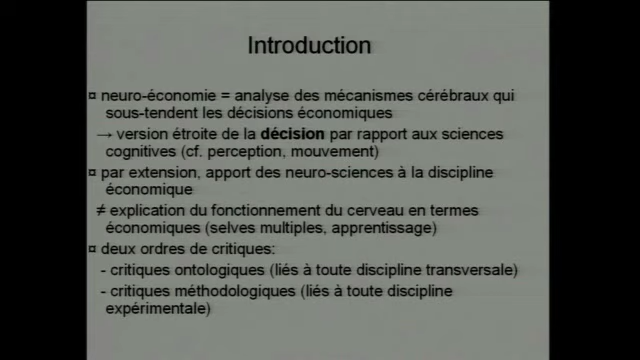 Introduction
¤ neuro-économie = analyse des mécanismes cérébraux qui
sous-tendent les décisions économiques
→ version étroite de la décision par rapport aux sciences
cognitives (cf. perception, mouvement)
¤ par extension, apport des neuro-sciences à la discipline
économique
≠ explication du fonctionnement du cerveau en termes
économiques (selves multiples, apprentissage)
¤ deux ordres de critiques:
- critiques ontologiques (liés à toute discipline transversale)
- critiques méthodologiques (liés à toute discipline
expérimentale)